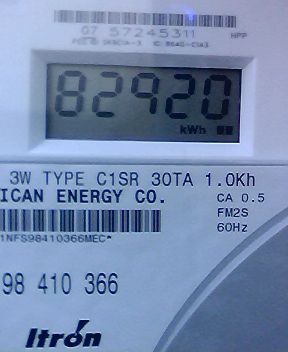 07 57245311 HPP
82920
kWh
3W TYPE C1SR 30TA 1.0Kh
ICAN ENERGY CO. CA 0.5
FM2S
60Hz
1NFS98410366MEC*
98 410 366
Itron